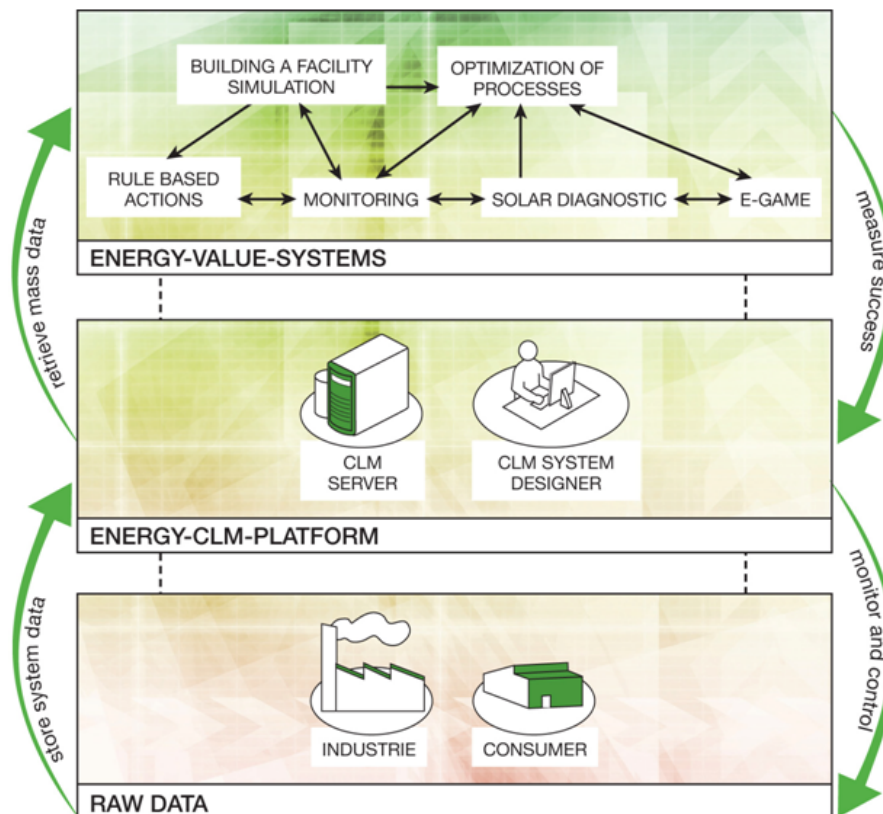 BUILDING A FACILITY
SIMULATION
OPTIMIZATION OF
PROCESSES
RULE BASED
ACTIONS
MONITORING
SOLAR DIAGNOSTIC
E-GAME
ENERGY-VALUE-SYSTEMS
retrieve mass data
measure success
CLM
SERVER
CLM SYSTEM
DESIGNER
ENERGY-CLM-PLATFORM
store system data
monitor and control
INDUSTRIE
CONSUMER
RAW DATA